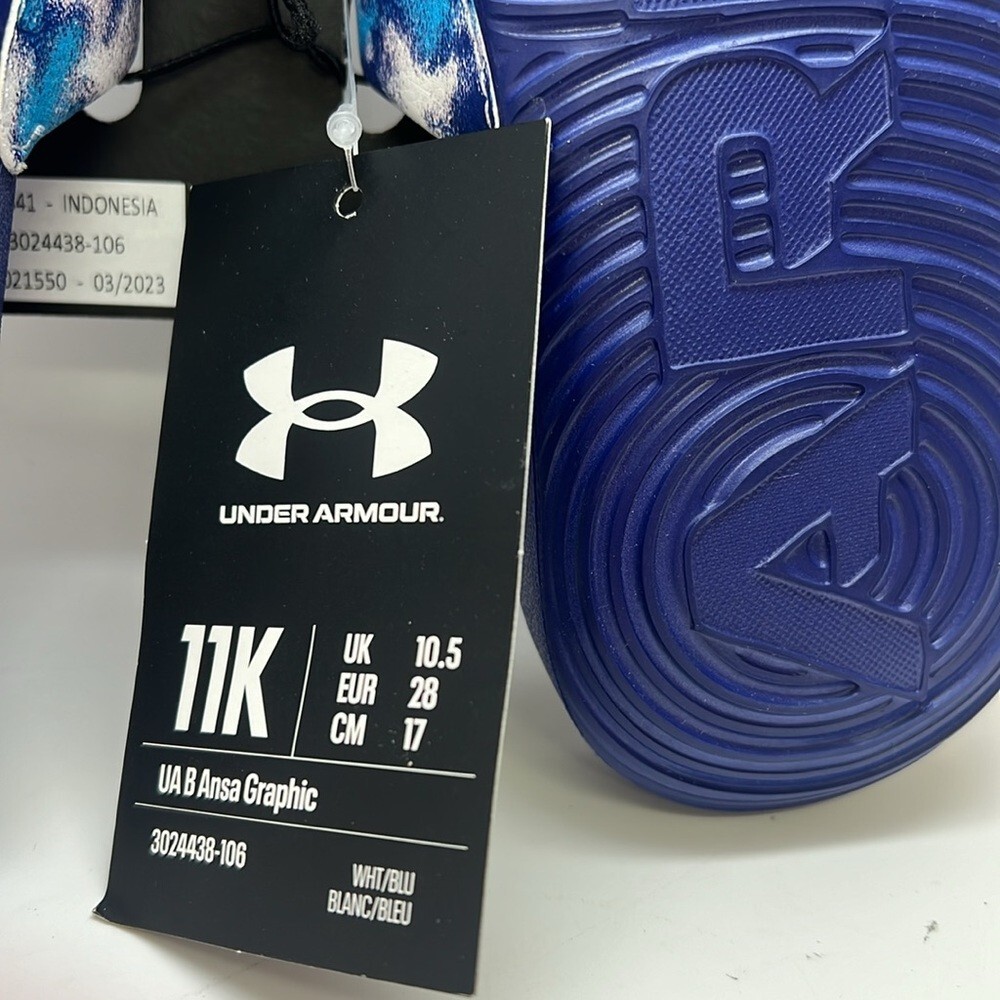 41 - INDONESIA
3024438-106
021550 - 03/2023
UNDER ARMOUR.
11K
UK 10.5
EUR 28
CM 17
UA B Ansa Graphic
3024438-106
WHT/BLU
BLANC/BLEU